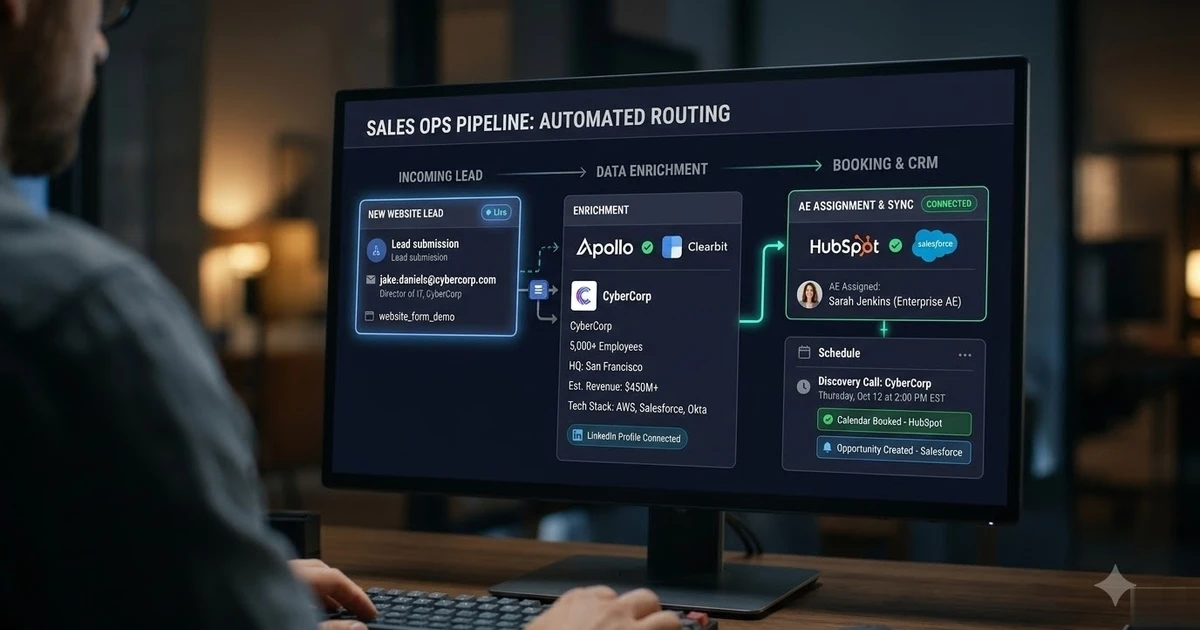 SALES OPS PIPELINE: AUTOMATED ROUTING
INCOMING LEAD
DATA ENRICHMENT
BOOKING & CRM
NEW WEBSITE LEAD
Lead submission
Lead submission
jake.daniels@cybercorp.com
Director of IT, CyberCorp
website_form_demo
ENRICHMENT
Apollo
Clearbit
CyberCorp
CyberCorp
5,000+ Employees
HQ: San Francisco
Est. Revenue: $450M+
Tech Stack: AWS, Salesforce, Okta
LinkedIn Profile Connected
AE ASSIGNMENT & SYNC CONNECTED
HubSpot
salesforce
AE Assigned:
Sarah Jenkins (Enterprise AE)
Schedule
Discovery Call: CyberCorp
Thursday, Oct 12 at 2:00 PM EST
Calendar Booked - HubSpot
Opportunity Created - Salesforce